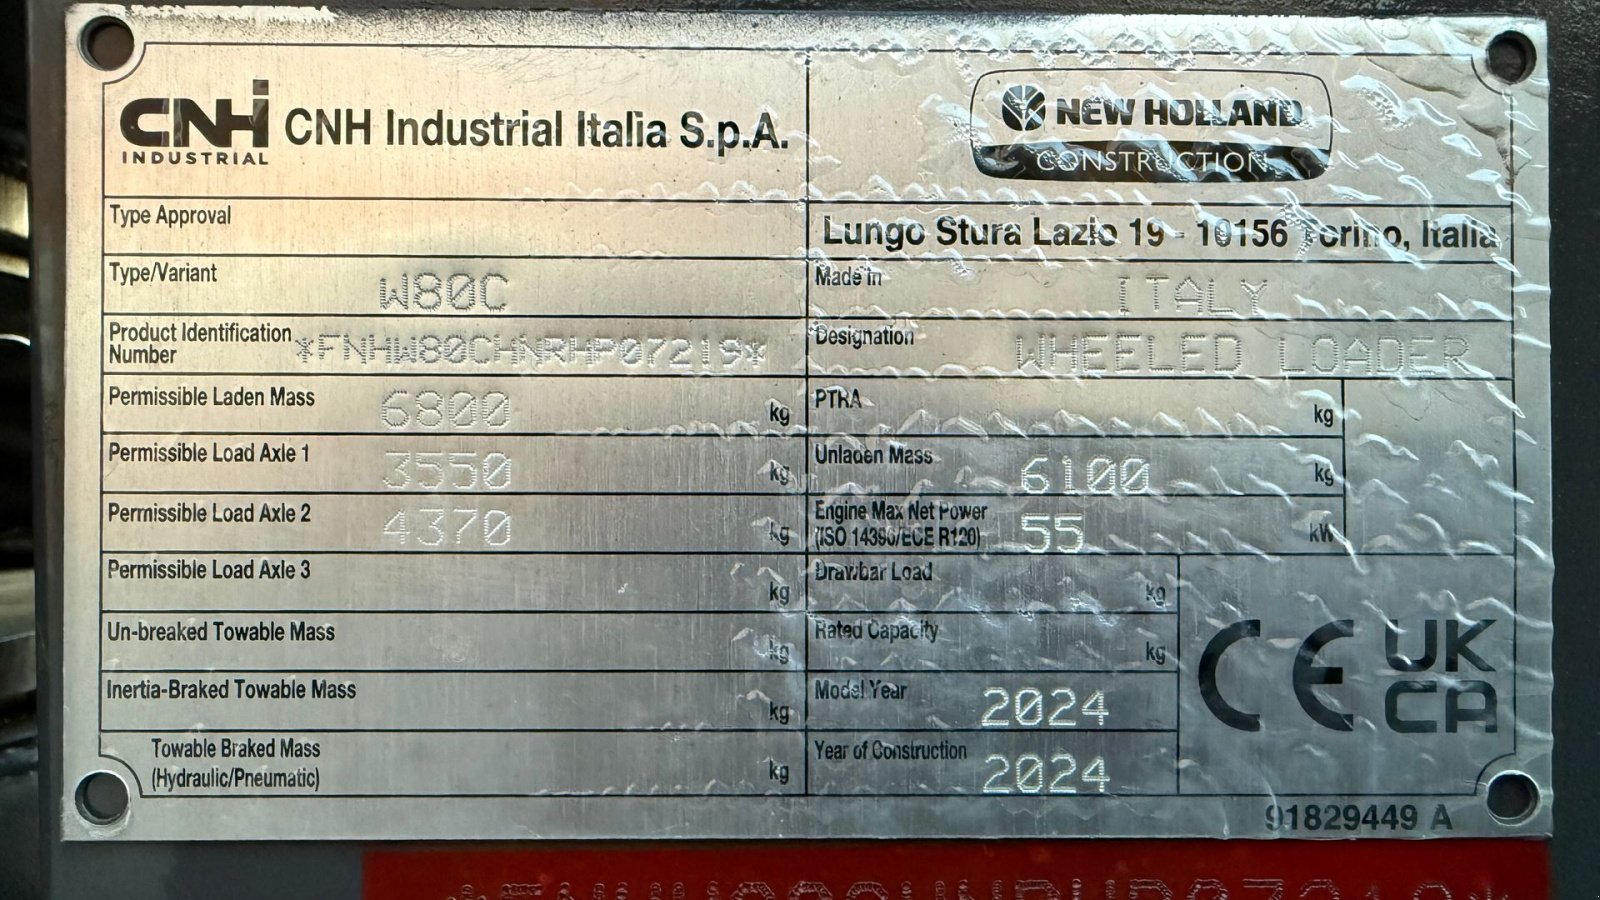 CNHi INDUSTRIAL CNH Industrial Italia S.p.A.
NEW HOLLAND
CONSTRUCTION
Type Approval
Lungo Stura Lazio 19 - 10156 Torino, Italia
Type/Variant W80C
Made in ITALY
Product Identification Number *FNHW80CHNRHP07219*
Designation WHEELED LOADER
Permissible Laden Mass 6800 kg
PTRA kg
Permissible Load Axle 1 3550 kg
Unladen Mass 6100 kg
Permissible Load Axle 2 4370 kg
Engine Max Net Power
(ISO 14396/ECE R120) 55 kW
Permissible Load Axle 3 kg
Drawbar Load kg
Un-breaked Towable Mass kg
Rated Capacity kg
Inertia-Braked Towable Mass kg
Model Year 2024
Towable Braked Mass
(Hydraulic/Pneumatic) kg
Year of Construction 2024
CE UK
CA
91829449 A